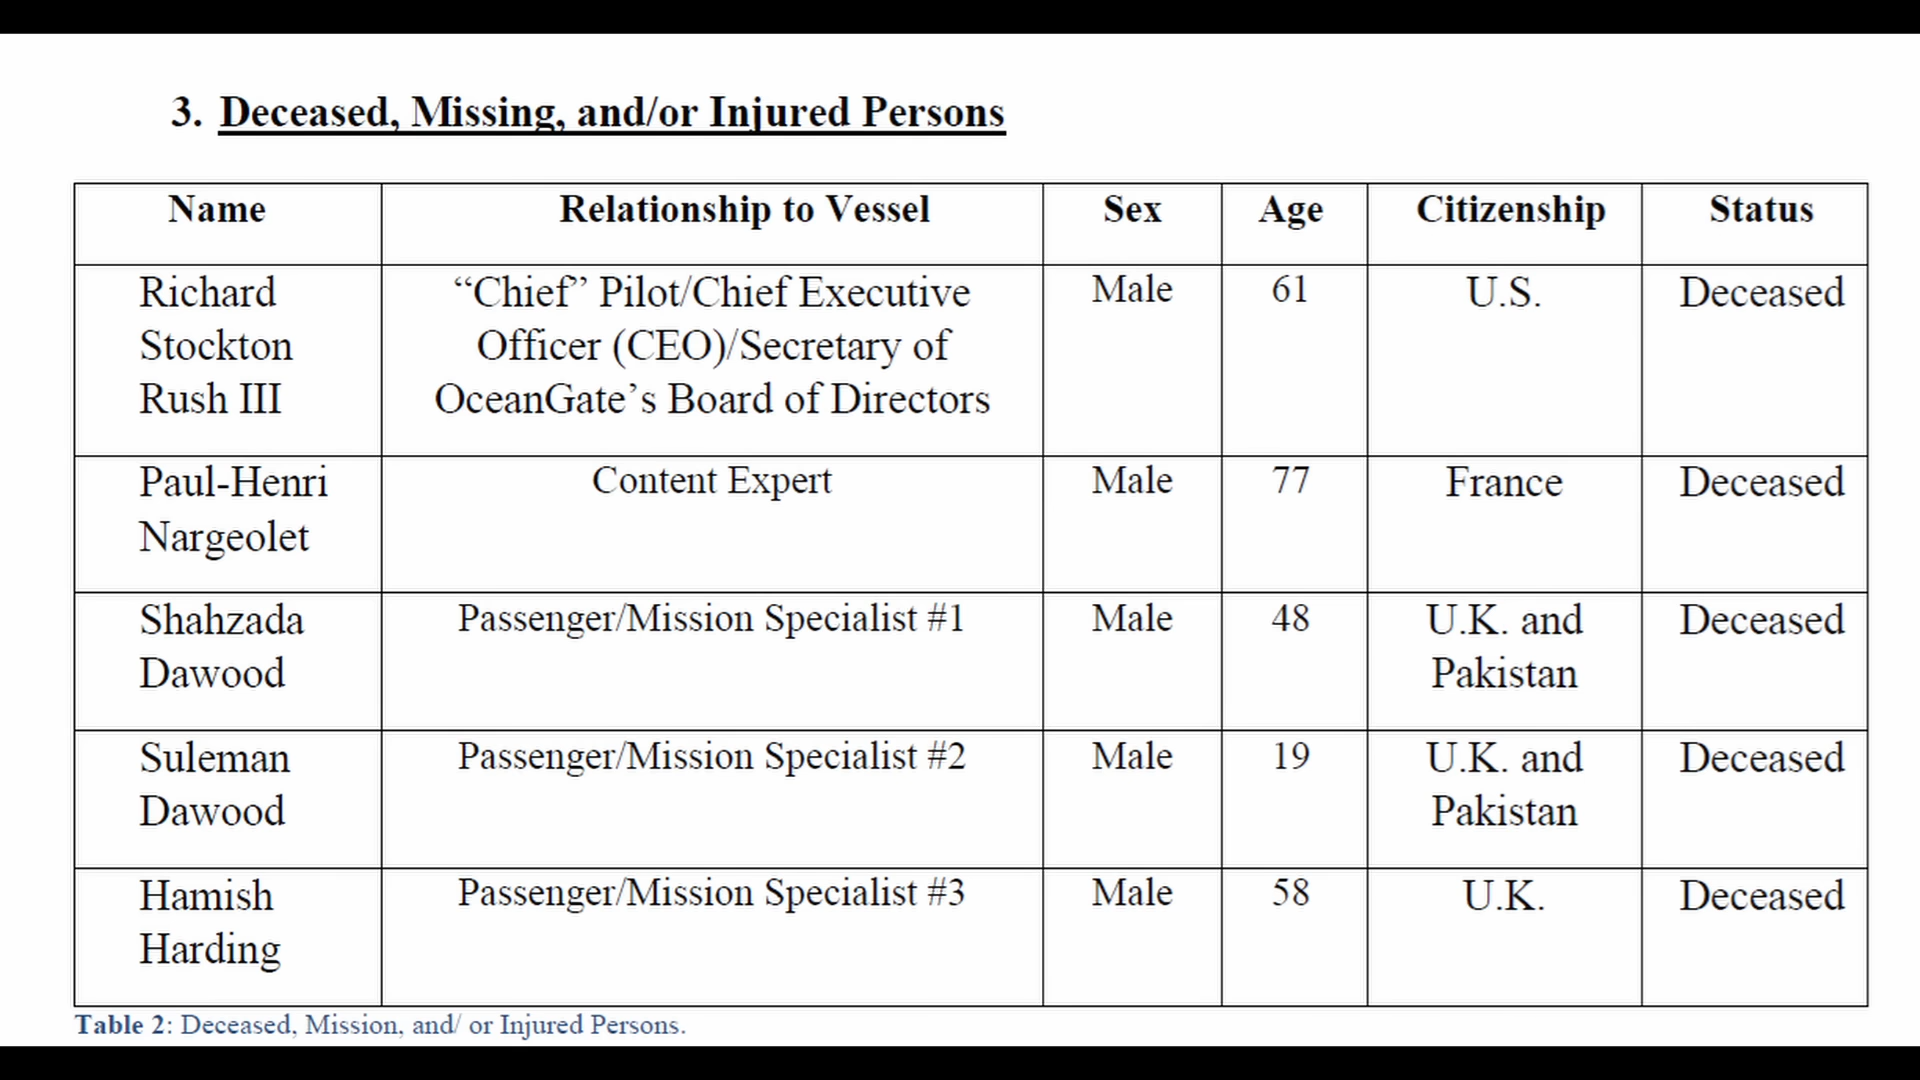 3. Deceased, Missing, and/or Injured Persons
Name Relationship to Vessel Sex Age Citizenship Status
Richard “Chief” Pilot/Chief Executive Male 61 U.S. Deceased
Stockton Officer (CEO)/Secretary of
Rush III OceanGate’s Board of Directors
Paul-Henri Content Expert Male 77 France Deceased
Nargeolet
Shahzada Passenger/Mission Specialist #1 Male 48 U.K. and Deceased
Dawood Pakistan
Suleman Passenger/Mission Specialist #2 Male 19 U.K. and Deceased
Dawood Pakistan
Hamish Passenger/Mission Specialist #3 Male 58 U.K. Deceased
Harding
Table 2: Deceased, Mission, and/ or Injured Persons.